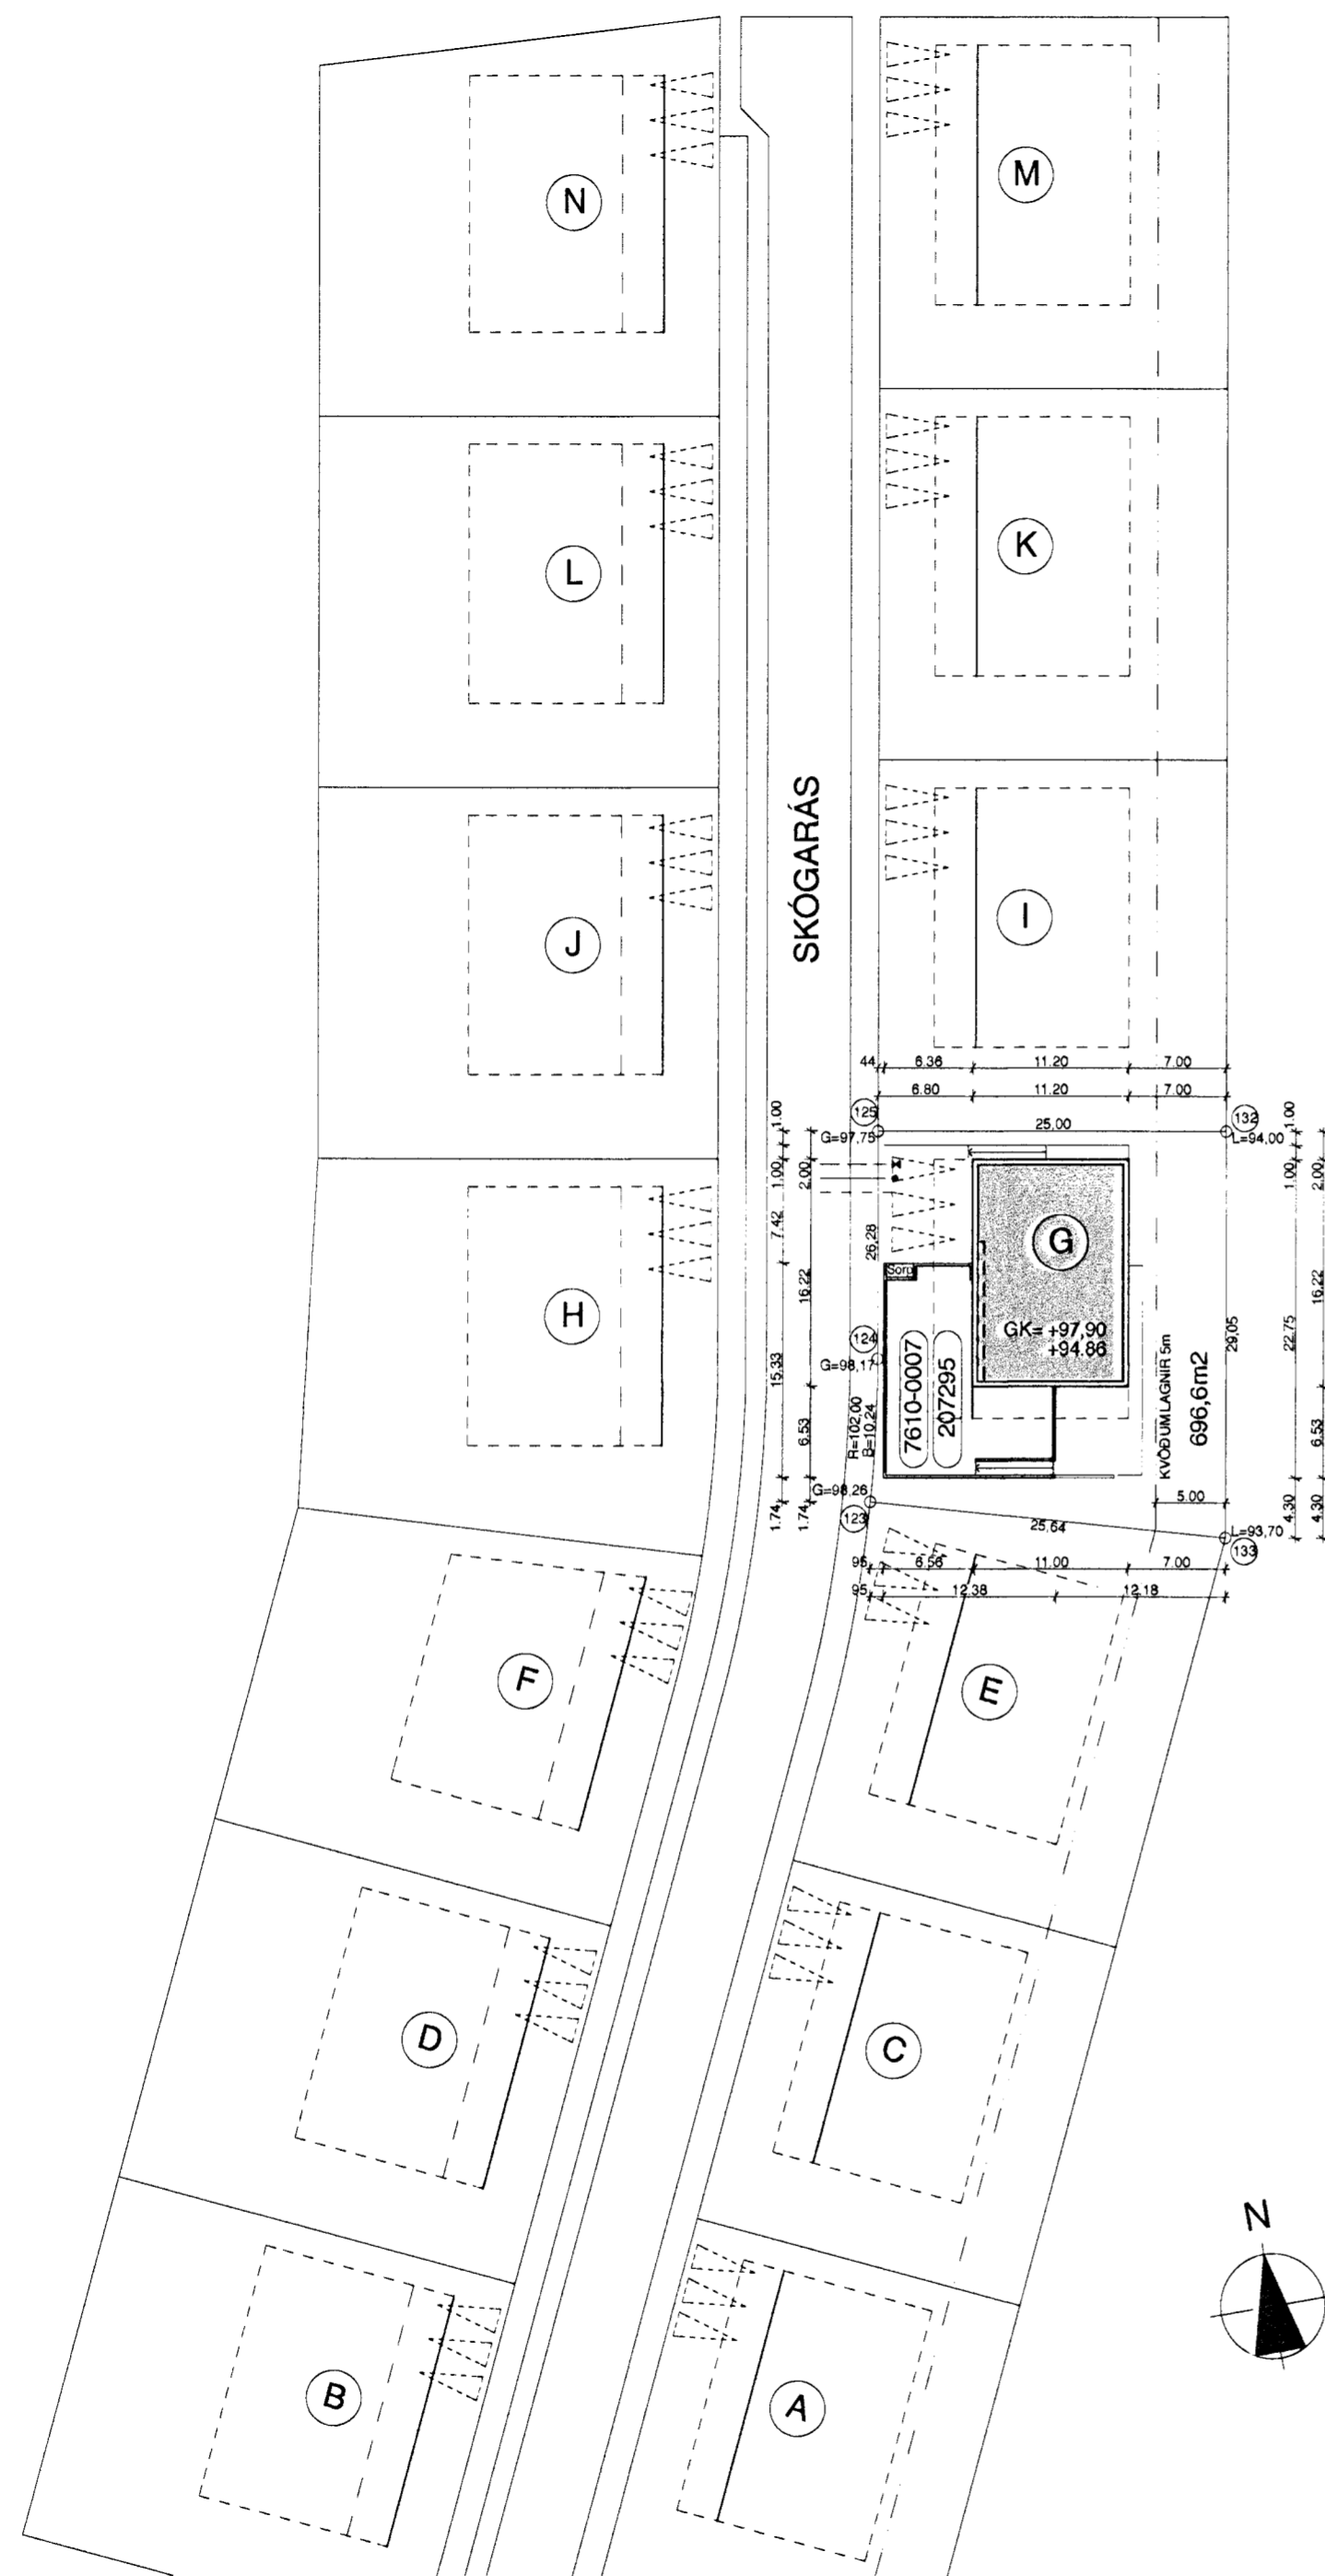 N
M
L
K
SKÓGARÁS
J
I
44 6.36 11.20 7.00
6.80 11.20 7.00
125
25,00
132
G=97,75
L=94,00
1.00
1.00
7.42
15.33
1.74
2.00
16.22
6.53
1.74
26,28
H
G
Sorp
GK= +97,90
+94.86
124
G=98,17
7610-0007
207295
R=102,00
B=10,24
KVÖÐ UM LAGNIR 5m
696,6m2
29,05
1.00
1.00
22.75
4.30
2.00
16.22
6.53
4.30
G=98,26
123
5.00
25,64
L=93,70
133
95 6.56 11.00 7.00
95 12.38 12.18
F
E
D
C
N
B
A